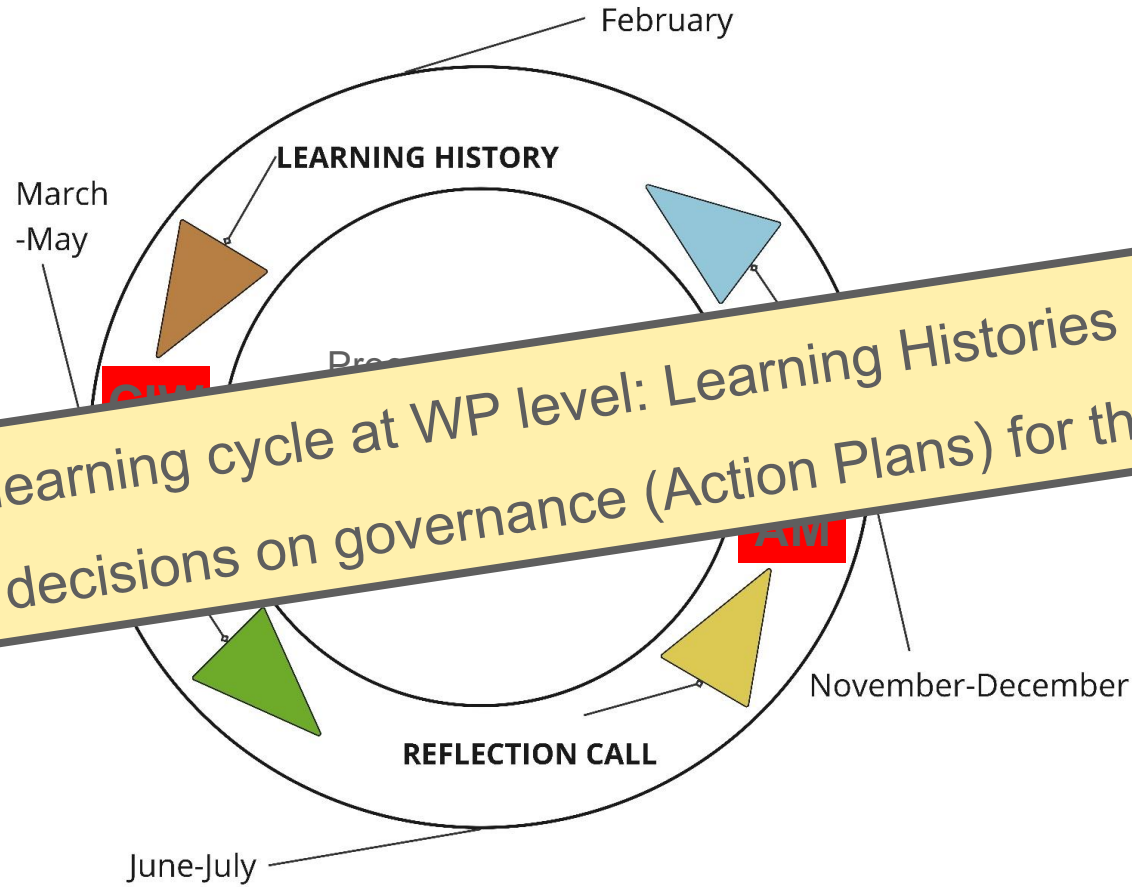 February
LEARNING HISTORY
March
-May
learning cycle at WP level: Learning Histories
decisions on governance (Action Plans) for th
AM
November-December
REFLECTION CALL
June-July